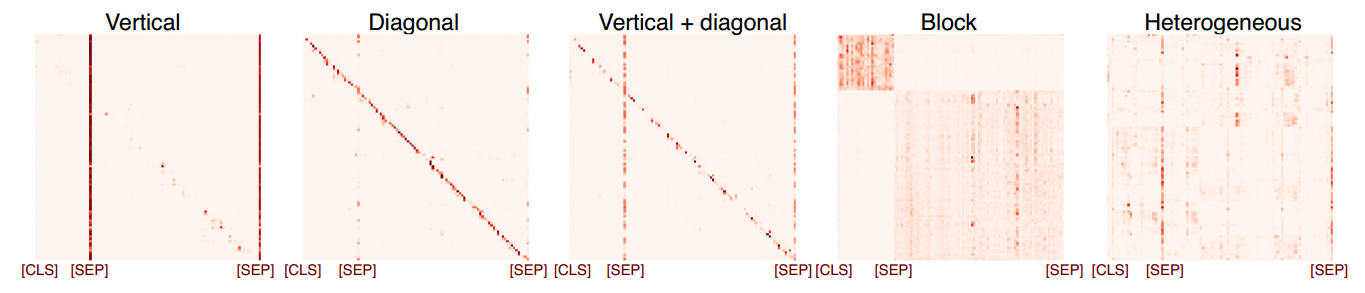 Vertical Diagonal Vertical + diagonal Block Heterogeneous
[CLS] [SEP] [SEP] [CLS] [SEP] [SEP] [CLS] [SEP] [SEP] [CLS] [SEP] [SEP] [CLS] [SEP] [SEP]